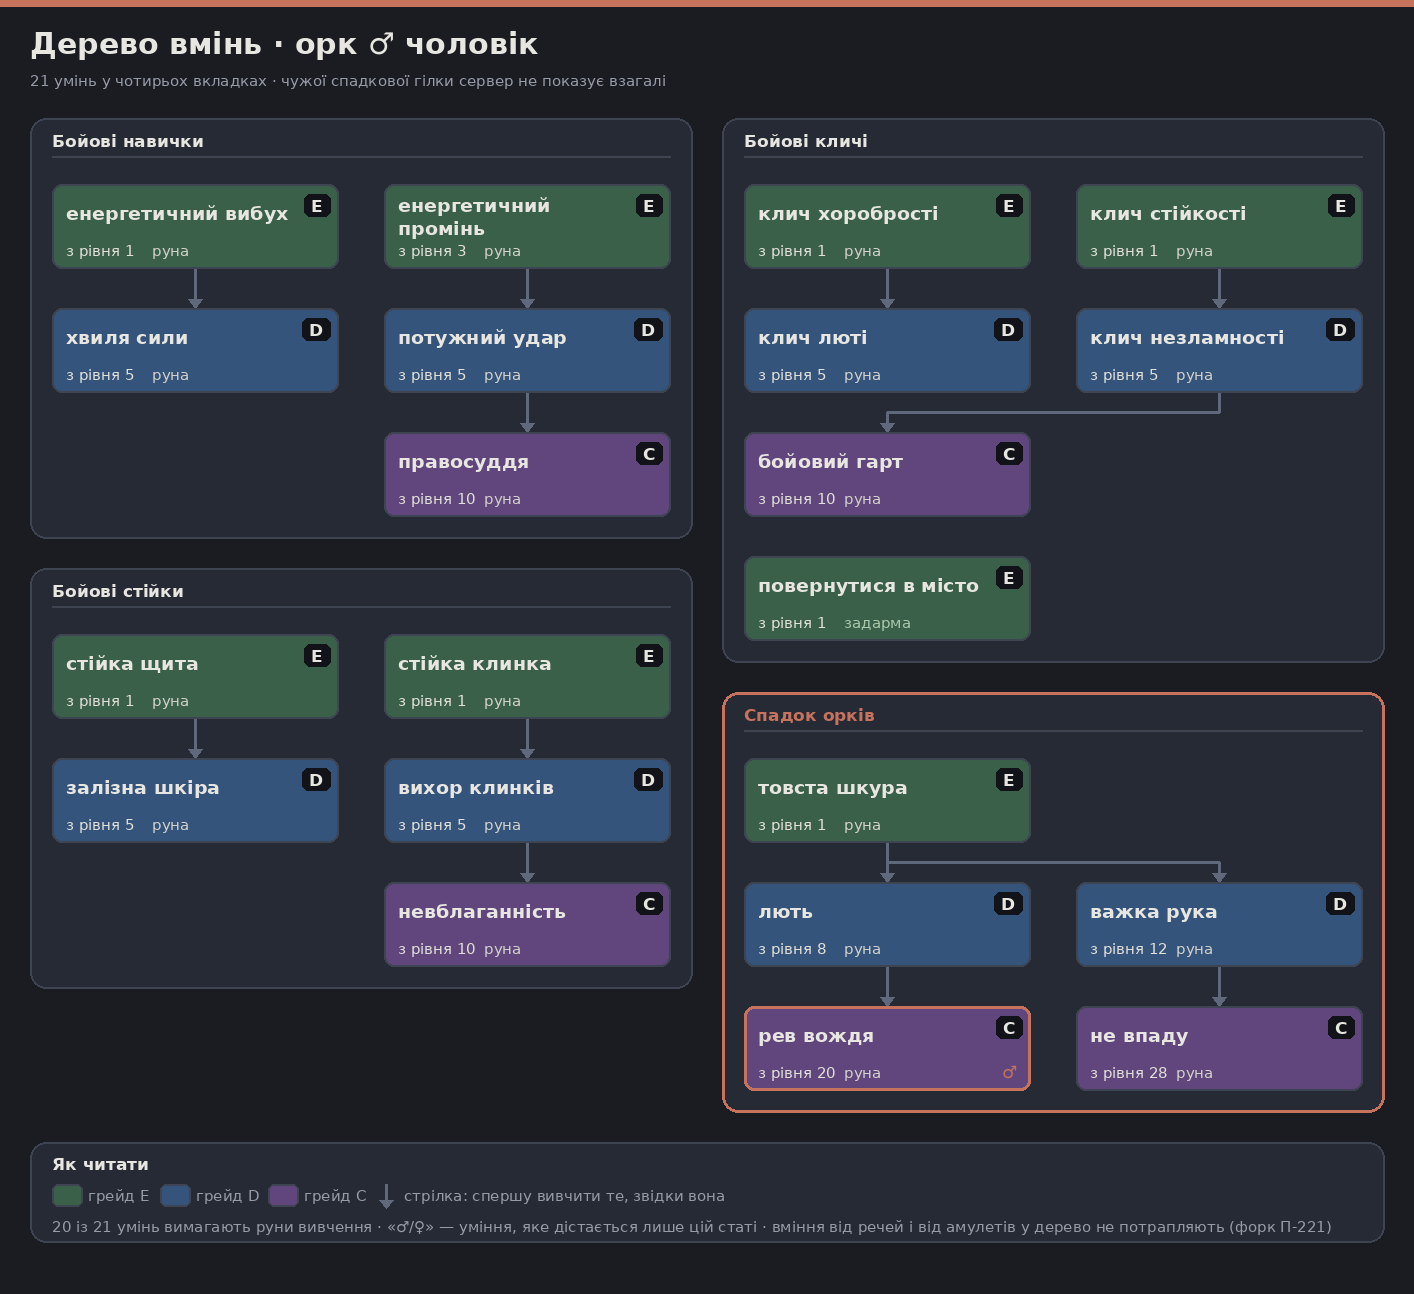 Дерево вмінь · орк ♂ чоловік
21 умінь у чотирьох вкладках · чужої спадкової гілки сервер не показує взагалі
Бойові навички
енергетичний вибух
E
з рівня 1 руна
енергетичний
промінь
E
з рівня 3 руна
хвиля сили
D
з рівня 5 руна
потужний удар
D
з рівня 5 руна
правосуддя
C
з рівня 10 руна
Бойові кличі
клич хоробрості
E
з рівня 1 руна
клич стійкості
E
з рівня 1 руна
клич люті
D
з рівня 5 руна
клич незламності
D
з рівня 5 руна
бойовий гарт
C
з рівня 10 руна
повернутися в місто
E
з рівня 1 задарма
Бойові стійки
стійка щита
E
з рівня 1 руна
стійка клинка
E
з рівня 1 руна
залізна шкіра
D
з рівня 5 руна
вихор клинків
D
з рівня 5 руна
невблаганність
C
з рівня 10 руна
Спадок орків
товста шкура
E
з рівня 1 руна
лють
D
з рівня 8 руна
важка рука
D
з рівня 12 руна
рев вождя
C
з рівня 20 руна ♂
не впаду
C
з рівня 28 руна
Як читати
грейд E грейд D грейд C стрілка: спершу вивчити те, звідки вона
20 із 21 умінь вимагають руни вивчення · «♂/♀» — уміння, яке дістається лише цій статі · вміння від речей і від амулетів у дерево не потрапляють (форк П-221)